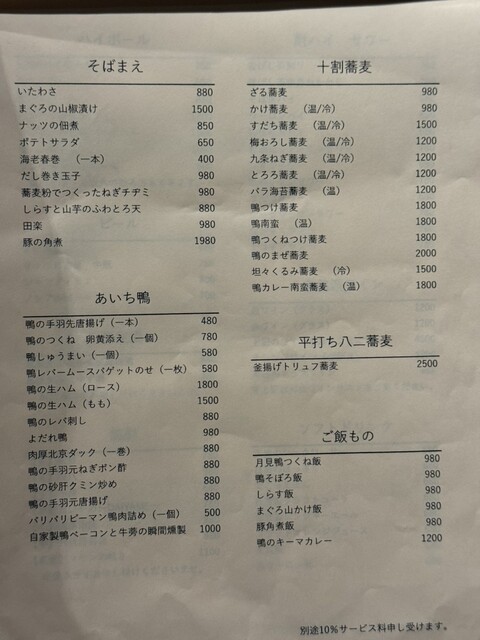 そばまえ
いたわさ 880
まぐろの山椒漬け 1500
ナッツの佃煮 850
ポテトサラダ 650
海老春巻 (一本) 400
だし巻き玉子 980
蕎麦粉でつくったねぎチヂミ 980
しらすと山芋のふわとろ天 880
田楽 980
豚の角煮 1980
あいち鴨
鴨の手羽先唐揚げ(一本) 480
鴨のつくね 卵黄添え(一個) 780
鴨しゅうまい(一個) 580
鴨レバームースバゲットのせ(一枚) 580
鴨の生ハム(ロース) 1800
鴨の生ハム(もも) 1500
鴨のレバ刺し 880
よだれ鴨 980
肉厚北京ダック(一巻) 880
鴨の手羽元ねぎポン酢 880
鴨の砂肝クミン炒め 880
鴨の手羽元唐揚げ 880
パリパリピーマン鴨肉詰め(一個) 500
自家製鴨ベーコンと牛蒡の瞬間燻製 1000
十割蕎麦
ざる蕎麦 980
かけ蕎麦 (温/冷) 980
すだち蕎麦 (温/冷) 1500
梅おろし蕎麦 (温/冷) 1200
九条ねぎ蕎麦 (温/冷) 1200
とろろ蕎麦 (温/冷) 1200
バラ海苔蕎麦 (温) 1200
鴨つけ蕎麦 1800
鴨南蛮 (温) 1800
鴨つくねつけ蕎麦 1800
鴨のまぜ蕎麦 2000
坦々くるみ蕎麦 (冷) 1500
鴨カレー南蛮蕎麦 (温) 1800
平打ち八二蕎麦
釜揚げトリュフ蕎麦 2500
ご飯もの
月見鴨つくね飯 980
鴨そぼろ飯 980
しらす飯 980
まぐろ山かけ飯 980
豚角煮飯 980
鴨のキーマカレー 1200
別途10%サービス料申し受けます。